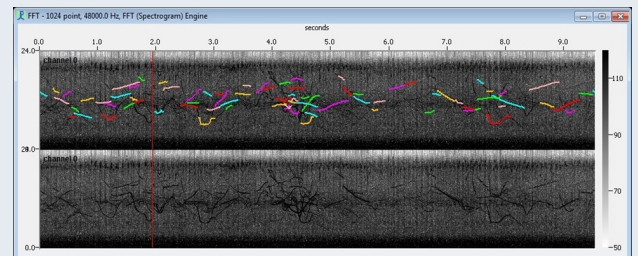 FFT - 1024 point, 48000.0 Hz, FFT (Spectrogram) Engine
seconds
0.0 1.0 2.0 3.0 4.0 5.0 6.0 7.0 8.0 9.0
24.0
channel 0
110
90
channel 0
70
0.0
50